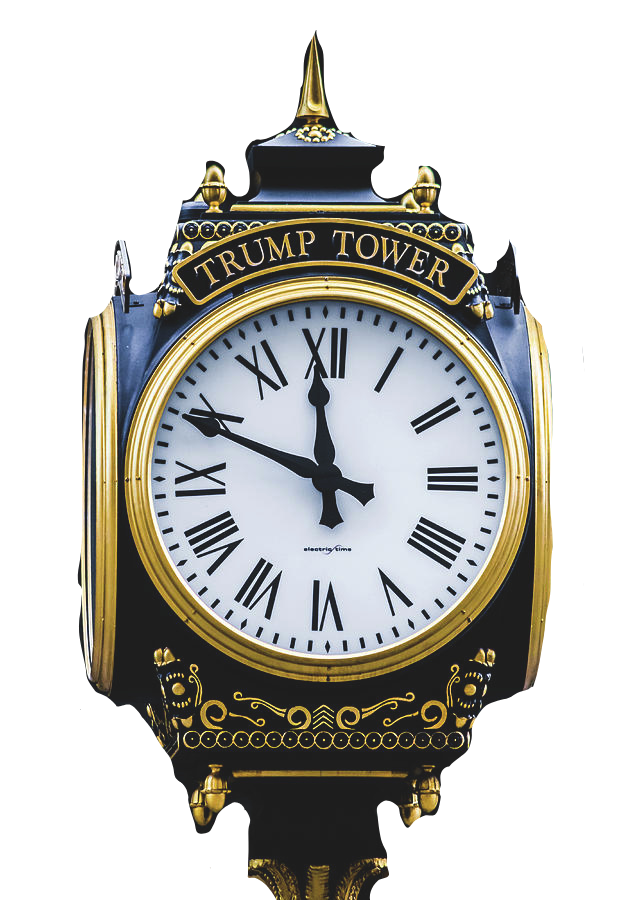 TRUMP TOWER
XII
I
II
III
IIII
V
VI
VII
VIII
IX
X
XI
electric time